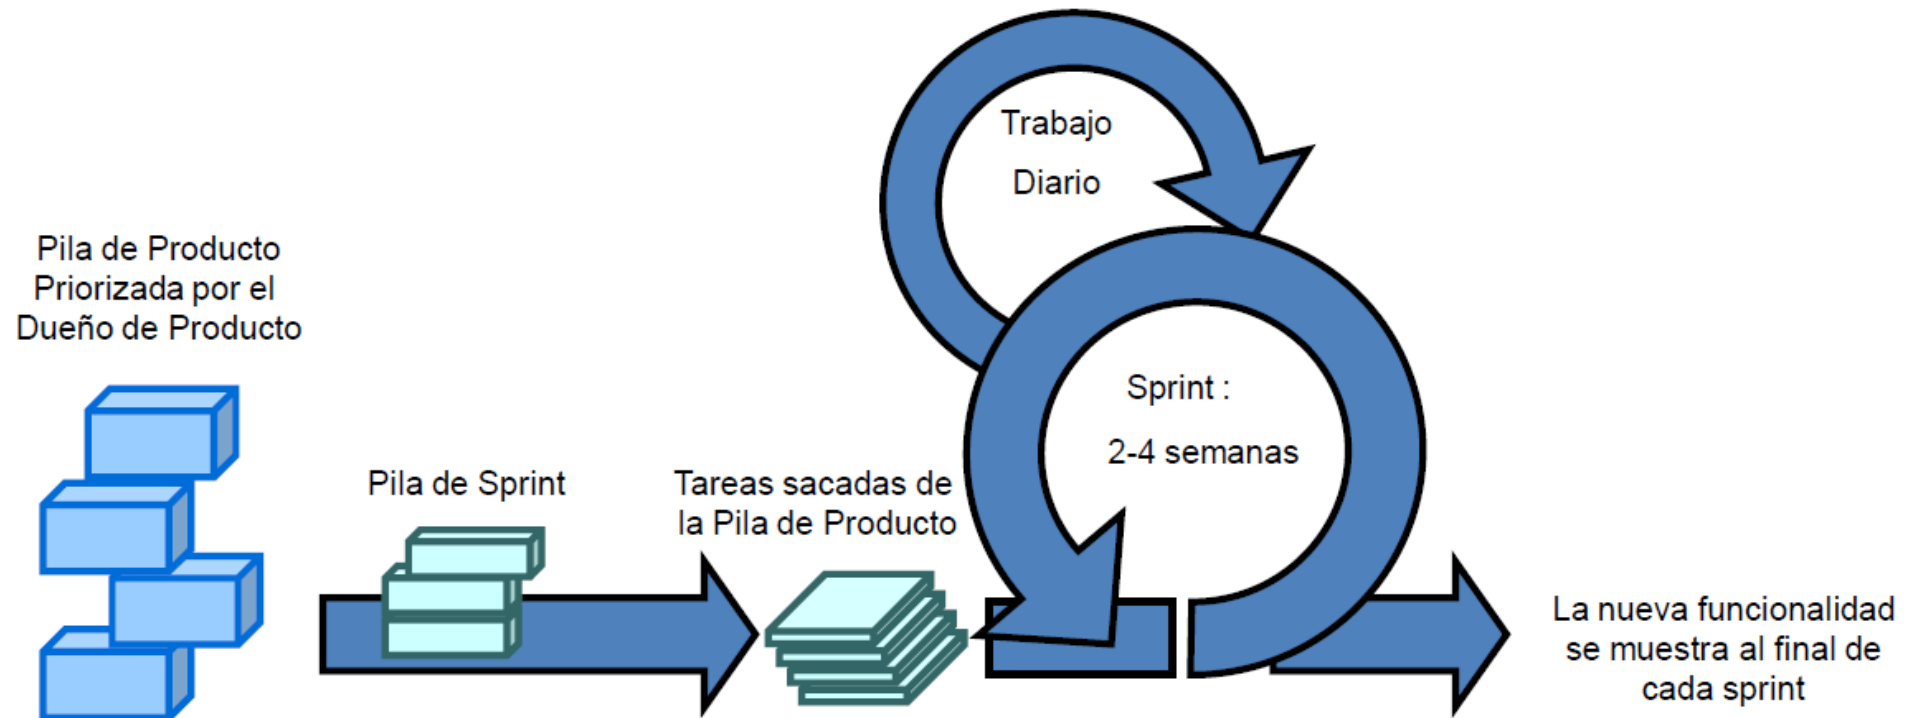 Pila de Producto
Priorizada por el
Dueño de Producto
Pila de Sprint
Tareas sacadas de
la Pila de Producto
Trabajo
Diario
Sprint :
2-4 semanas
La nueva funcionalidad
se muestra al final de
cada sprint